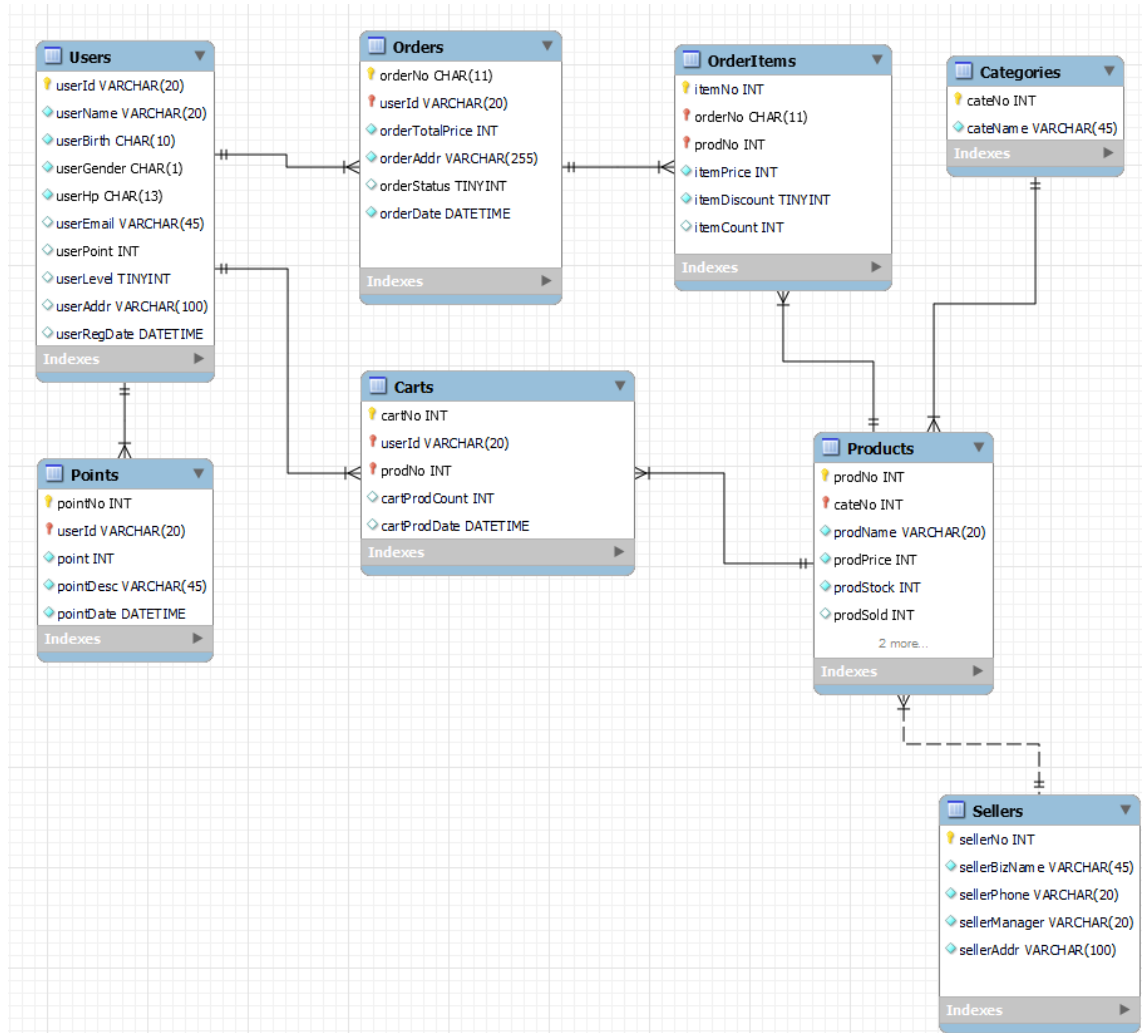 Users
userId VARCHAR(20)
userName VARCHAR(20)
userBirth CHAR(10)
userGender CHAR(1)
userHp CHAR(13)
userEmail VARCHAR(45)
userPoint INT
userLevel TINYINT
userAddr VARCHAR(100)
userRegDate DATETIME
Indexes
Orders
orderNo CHAR(11)
userId VARCHAR(20)
orderTotalPrice INT
orderAddr VARCHAR(255)
orderStatus TINYINT
orderDate DATETIME
Indexes
OrderItems
itemNo INT
orderNo CHAR(11)
prodNo INT
itemPrice INT
itemDiscount TINYINT
itemCount INT
Indexes
Categories
cateNo INT
cateName VARCHAR(45)
Indexes
Points
pointNo INT
userId VARCHAR(20)
point INT
pointDesc VARCHAR(45)
pointDate DATETIME
Indexes
Carts
cartNo INT
userId VARCHAR(20)
prodNo INT
cartProdCount INT
cartProdDate DATETIME
Indexes
Products
prodNo INT
cateNo INT
prodName VARCHAR(20)
prodPrice INT
prodStock INT
prodSold INT
2 more...
Indexes
Sellers
sellerNo INT
sellerBizName VARCHAR(45)
sellerPhone VARCHAR(20)
sellerManager VARCHAR(20)
sellerAddr VARCHAR(100)
Indexes